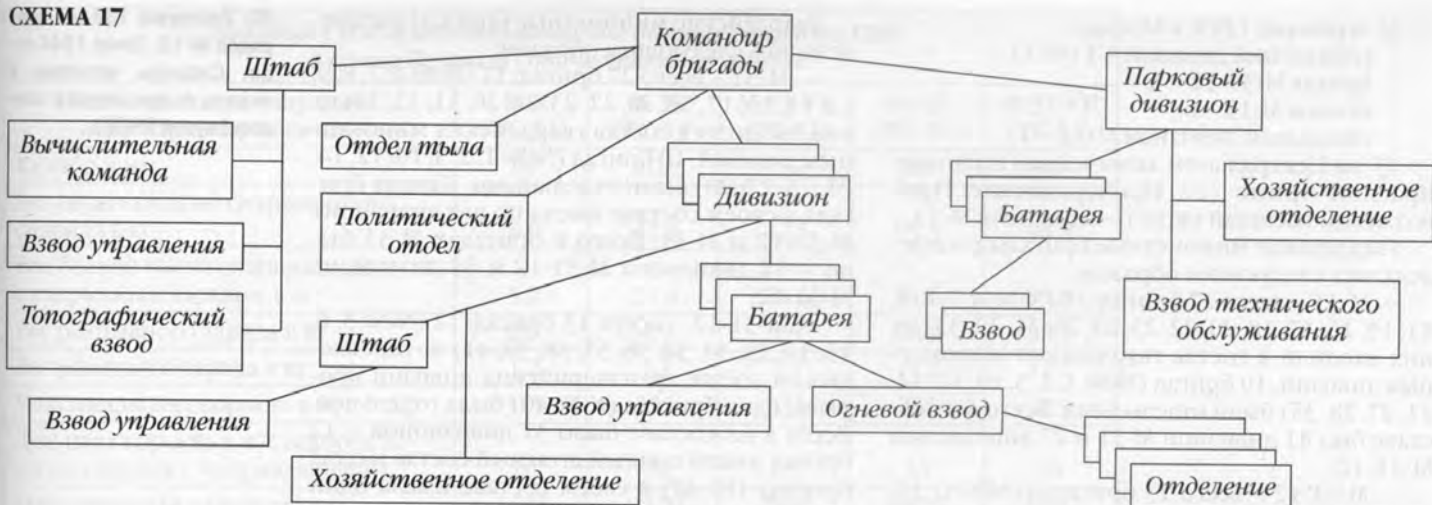 СХЕМА 17
Штаб
Командир
бригады
Парковый
дивизион
Вычислительная
команда
Отдел тыла
Дивизион
Батарея
Хозяйственное
отделение
Взвод управления
Политический
отдел
Топографический
взвод
Штаб
Батарея
Взвод
Взвод технического
обслуживания
Взвод управления
Взвод управления
Огневой взвод
Хозяйственное отделение
Отделение